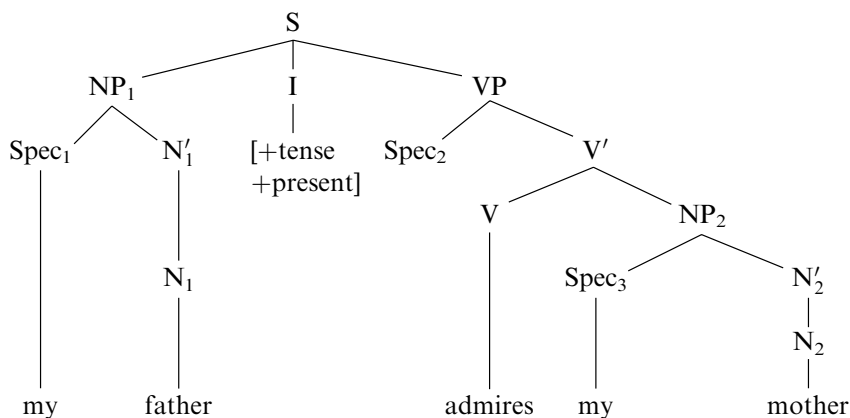 S
NP₁ I VP
Spec₁ N′₁ [+tense Spec₂ V′
+present]
V NP₂
N₁ Spec₃ N′₂
N₂
my father admires my mother